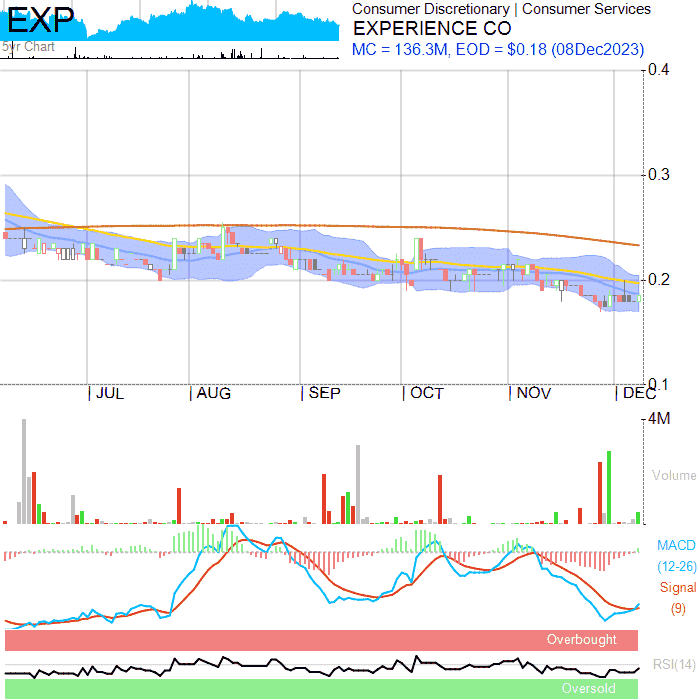 EXP
5yr Chart
Consumer Discretionary | Consumer Services
EXPERIENCE CO
MC = 136.3M, EOD = $0.18 (08Dec2023)
0.4
0.3
0.2
0.1
JUL AUG SEP OCT NOV DEC
4M
Volume
MACD
(12-26)
Signal
(9)
Overbought
RSI(14)
Oversold